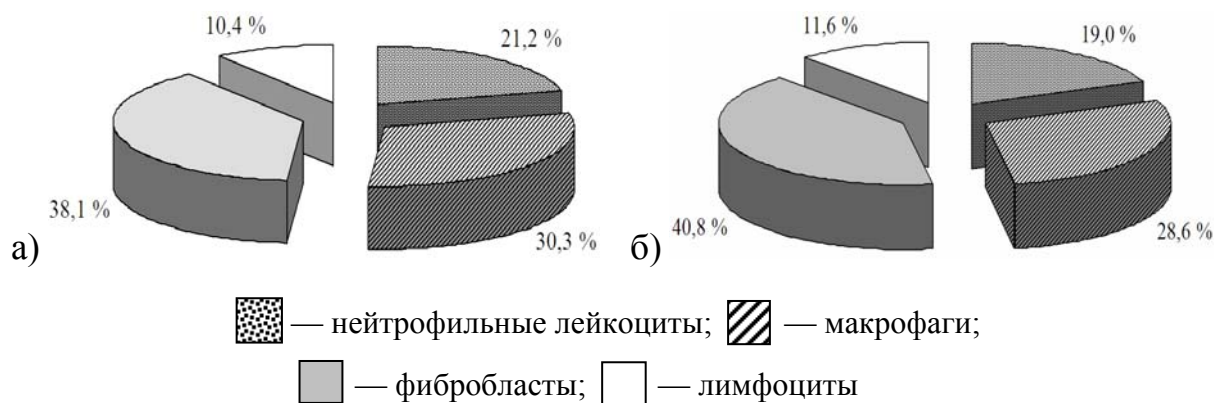 10,4 %
21,2 %
38,1 %
30,3 %
а)
11,6 %
19,0 %
40,8 %
28,6 %
б)
— нейтрофильные лейкоциты; — макрофаги;
— фибробласты; — лимфоциты